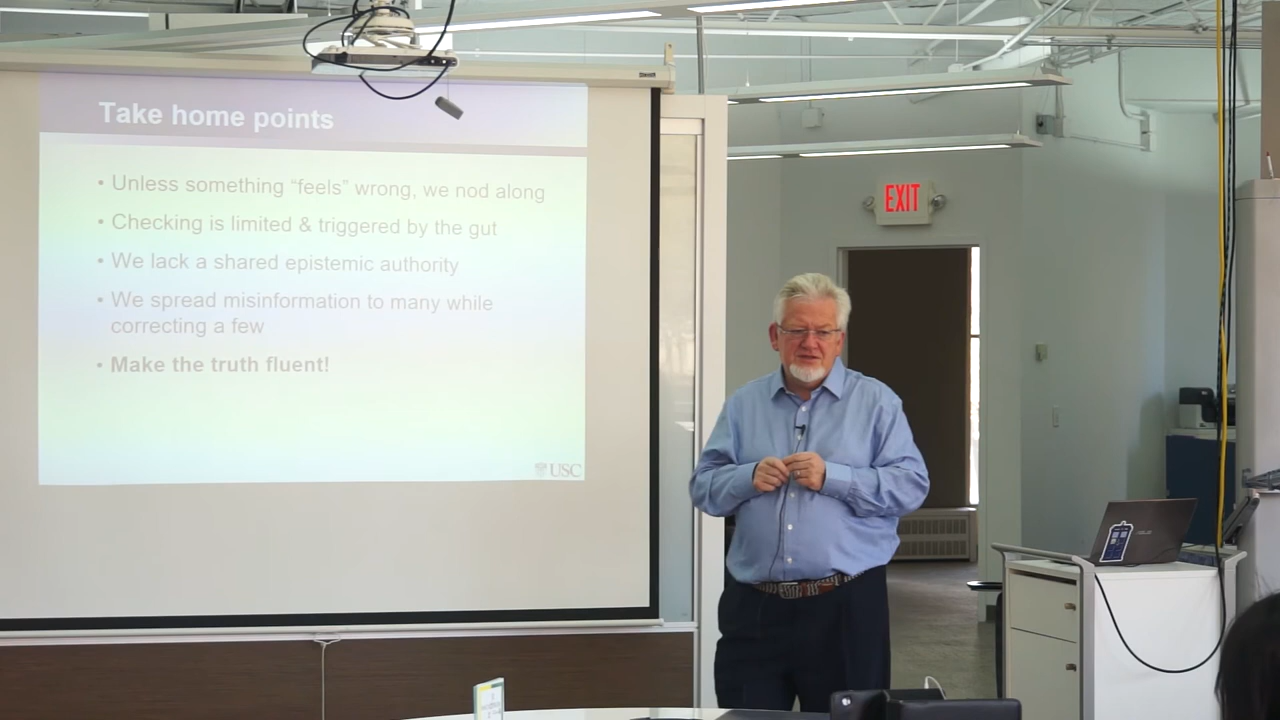 Take home points
• Unless something “feels” wrong, we nod along
• Checking is limited & triggered by the gut
• We lack a shared epistemic authority
• We spread misinformation to many while
correcting a few
• Make the truth fluent!
USC
EXIT